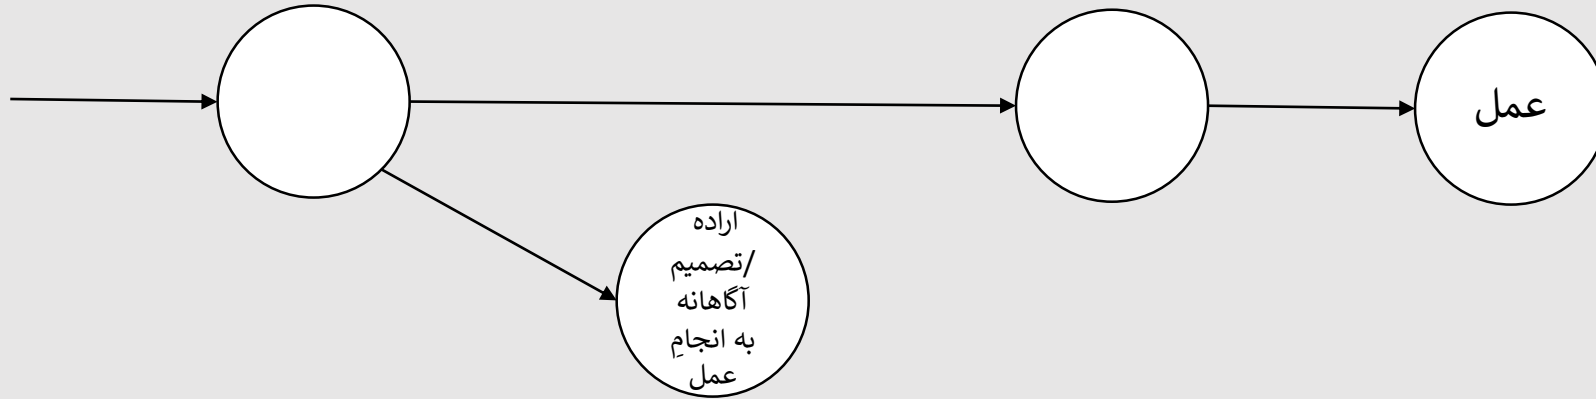 عمل
اراده
/تصمیم
آگاهانه
به انجامِ
عمل